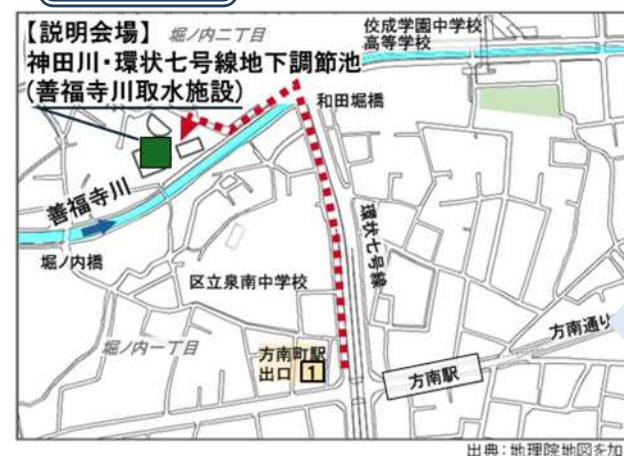 【説明会場】
神田川・環状七号線地下調節池
(善福寺川取水施設)
堀ノ内二丁目
佼成学園中学校
高等学校
和田堀橋
善福寺川
堀ノ内橋
環状七号線
区立泉南中学校
堀ノ内一丁目
方南町駅
出口 1
方南通り
方南駅
出典：地理院地図を加